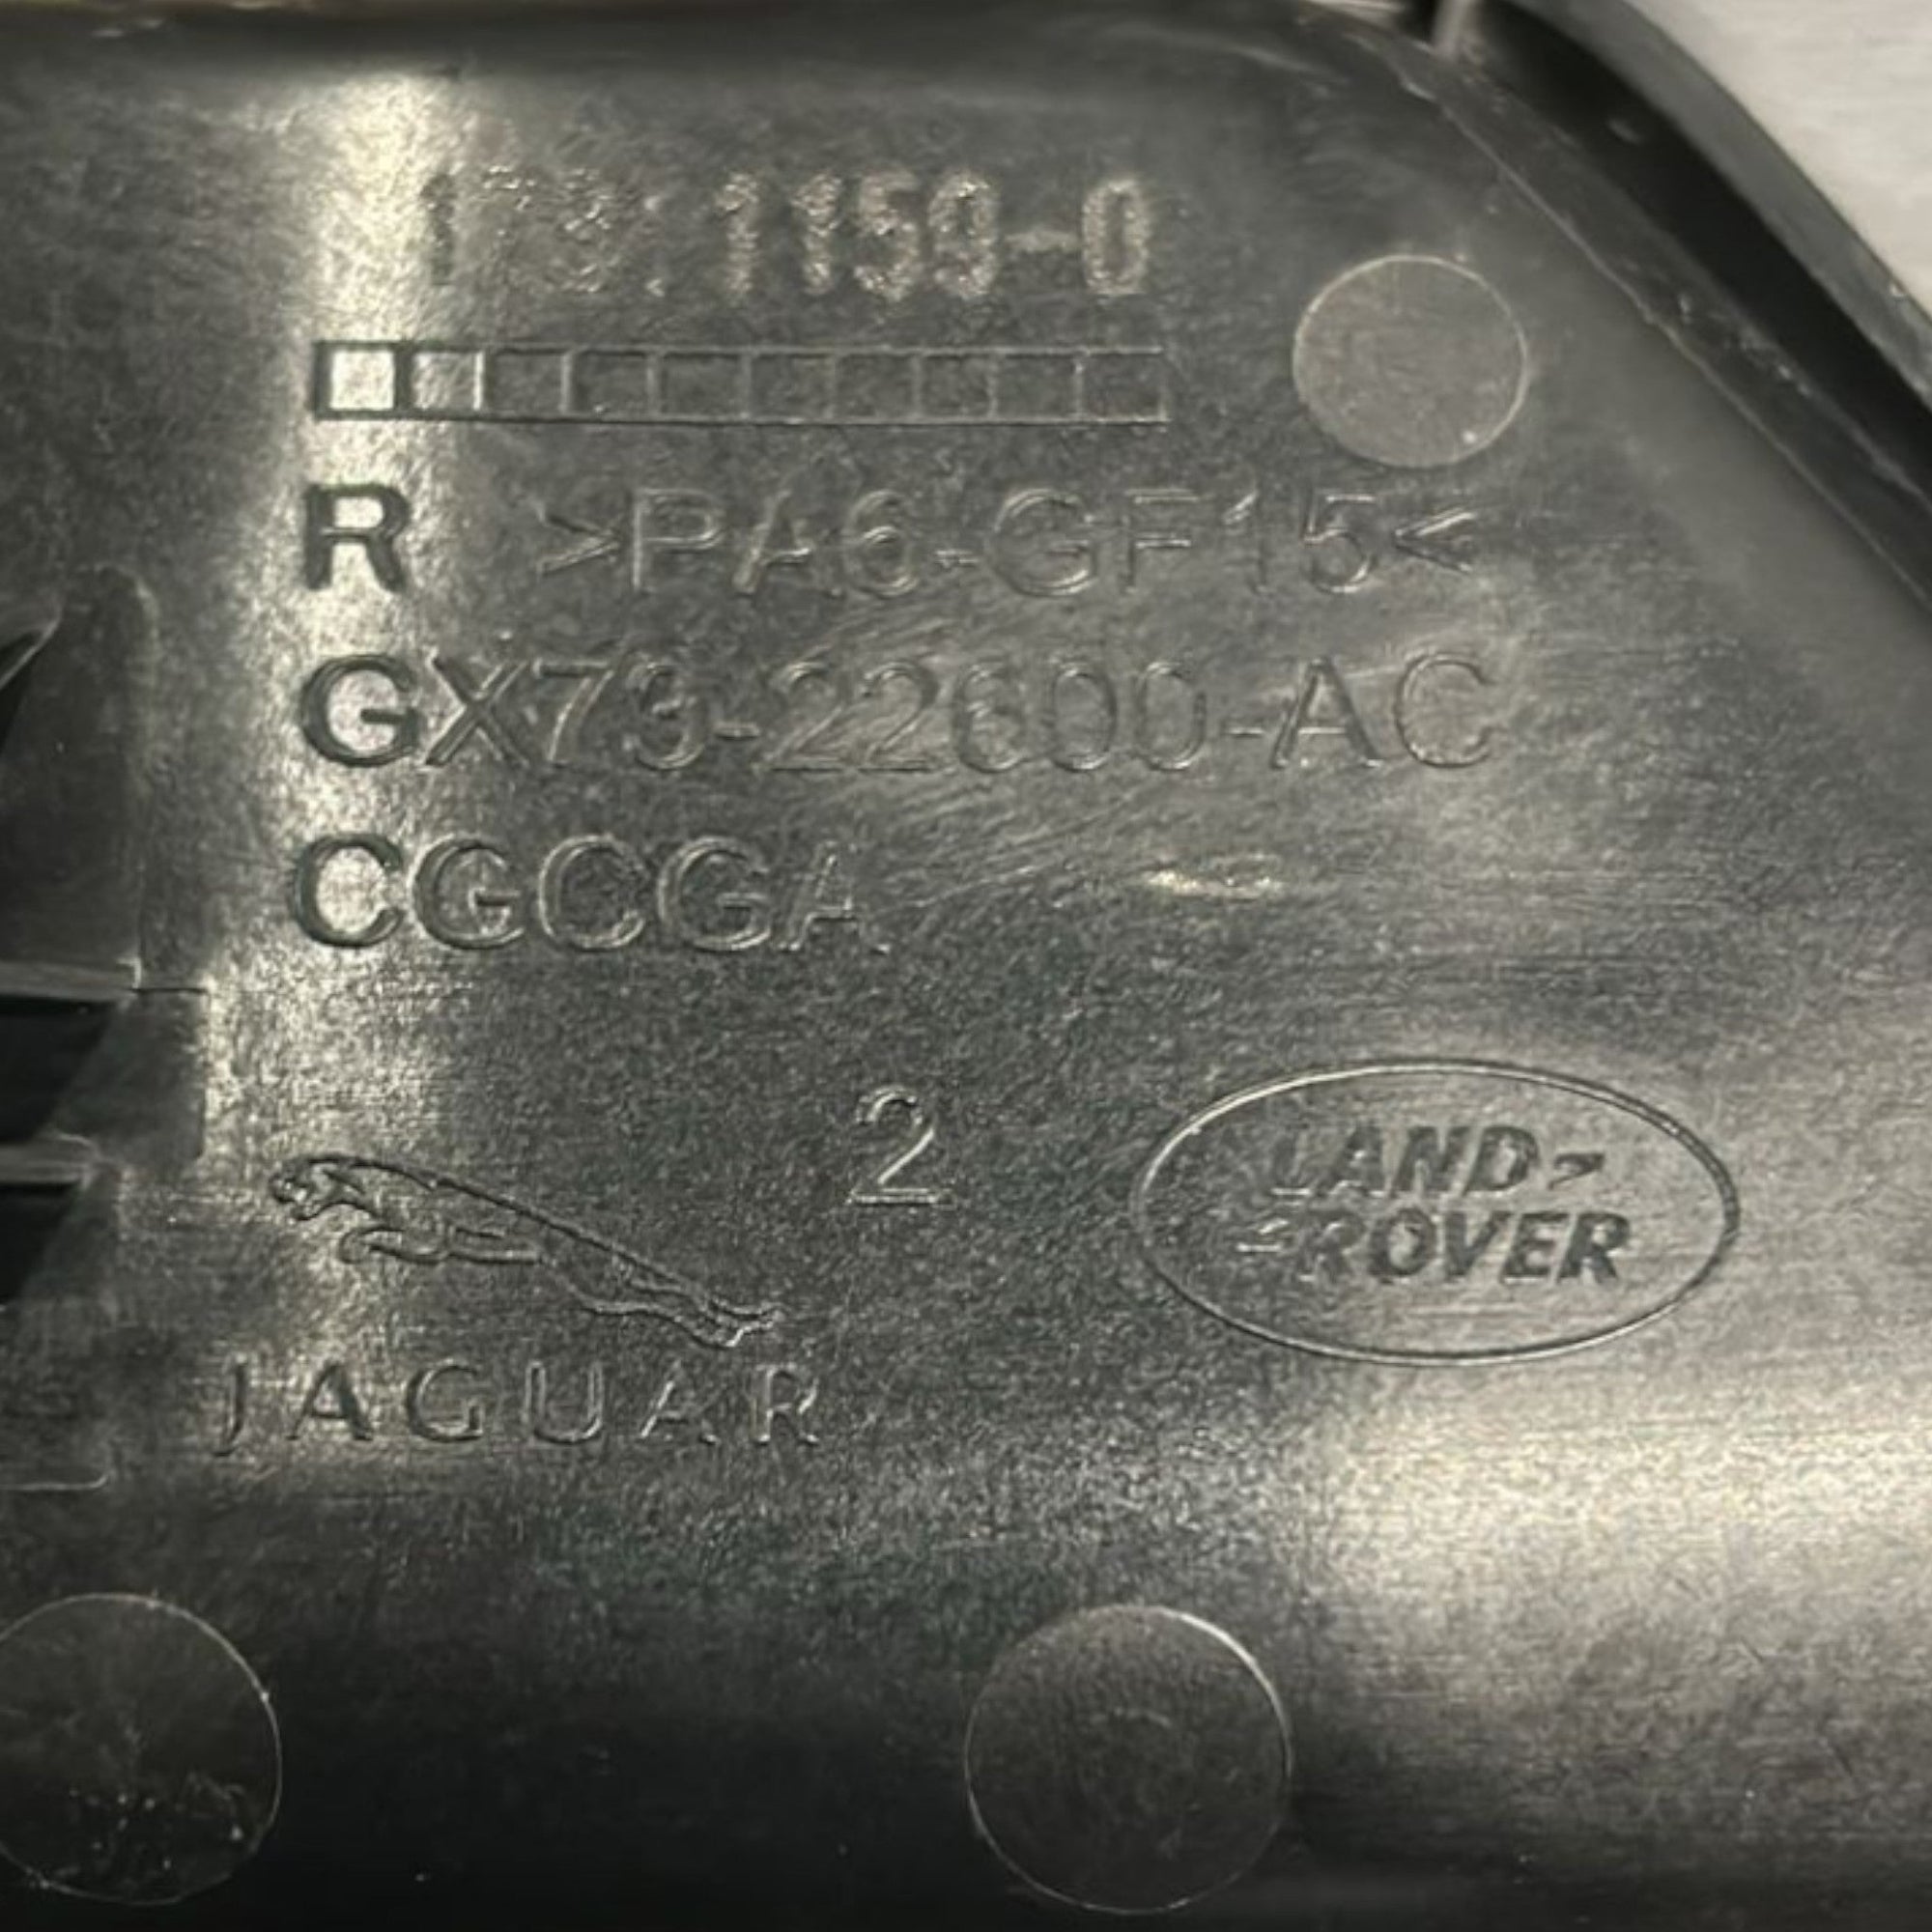 1159-0
R >PA6-GF15<
GX73-22600-AC
CGCGA
2
LAND
ROVER
JAGUAR